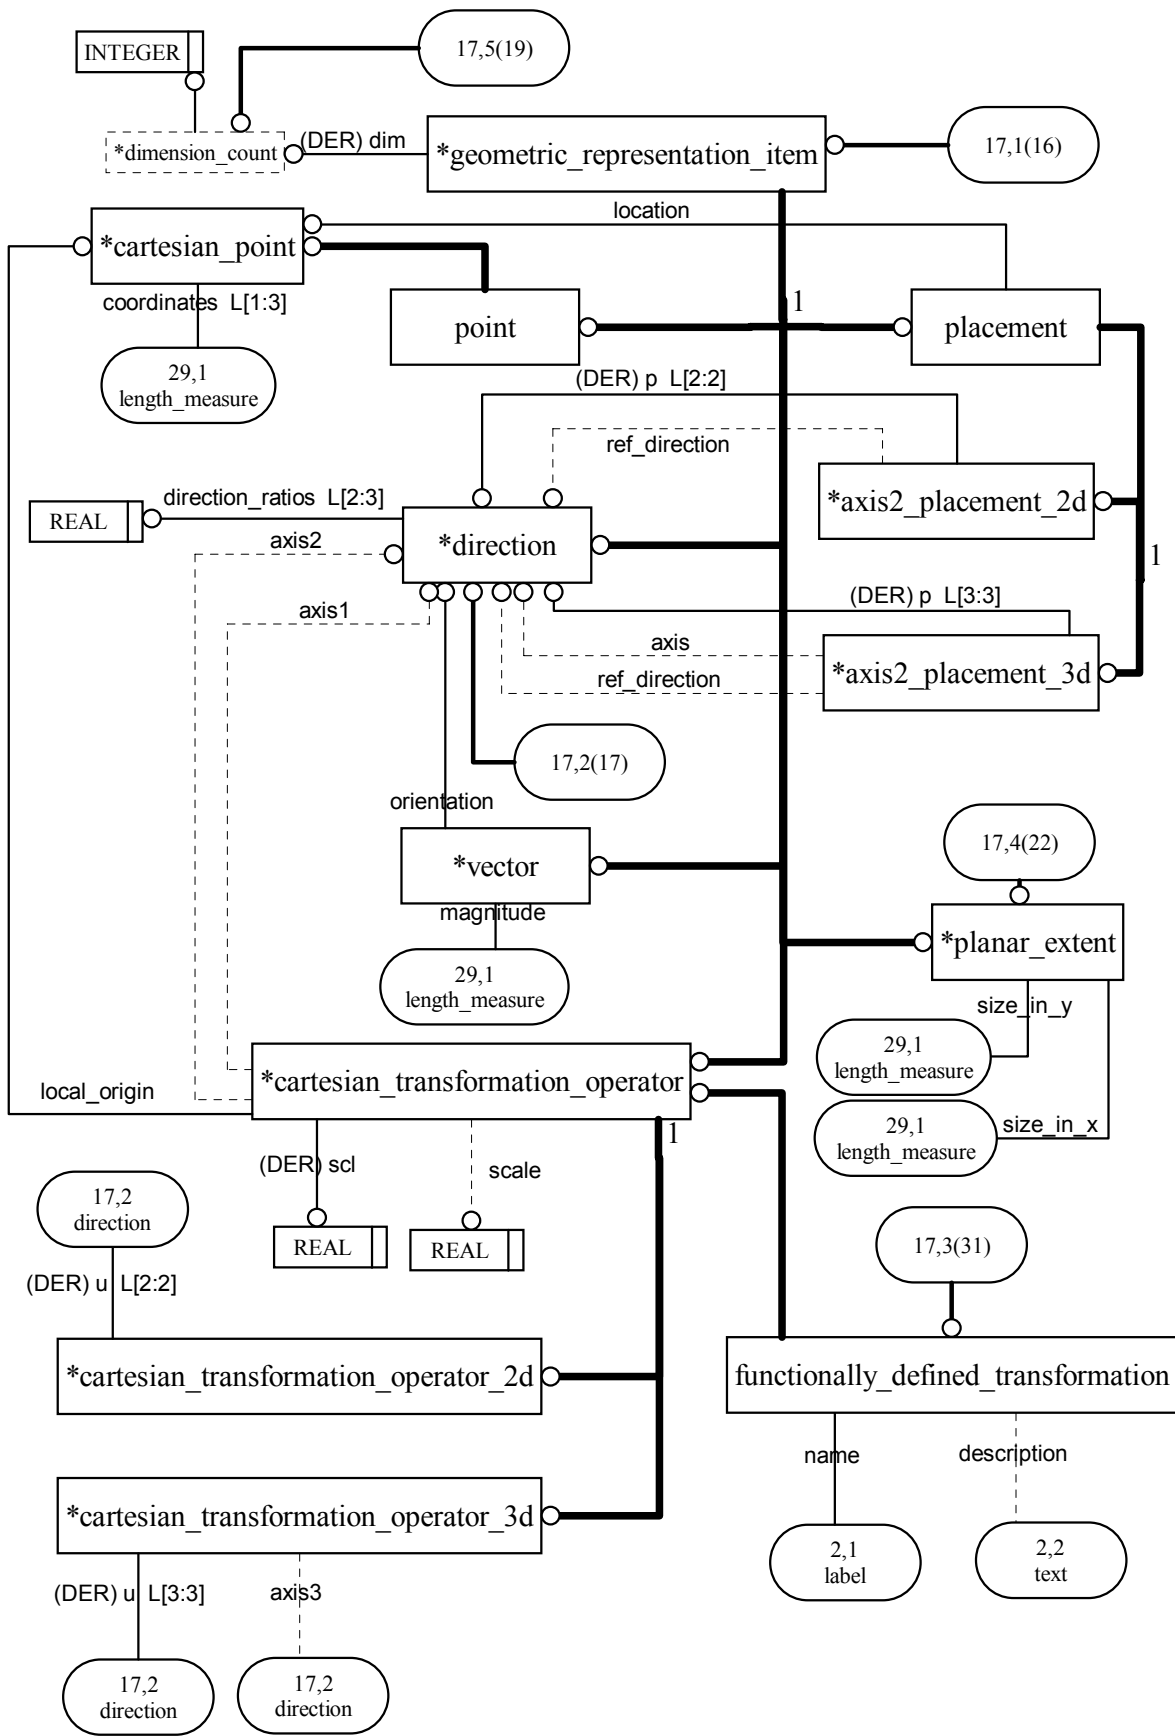 17,5(19)
INTEGER
(DER) dim
*dimension_count
*geometric_representation_item
17,1(16)
location
*cartesian_point
coordinates L[1:3]
1
point
placement
29,1
length_measure
(DER) p L[2:2]
ref_direction
*axis2_placement_2d
direction_ratios L[2:3]
REAL
axis2
*direction
1
axis1
(DER) p L[3:3]
axis
ref_direction
*axis2_placement_3d
17,2(17)
orientation
*vector
magnitude
17,4(22)
*planar_extent
29,1
length_measure
size_in_y
29,1
length_measure
*cartesian_transformation_operator
local_origin
size_in_x
29,1
length_measure
1
(DER) scl
scale
17,2
direction
REAL
REAL
17,3(31)
(DER) u L[2:2]
*cartesian_transformation_operator_2d
functionally_defined_transformation
name
description
*cartesian_transformation_operator_3d
2,1
label
2,2
text
(DER) u L[3:3]
axis3
17,2
direction
17,2
direction